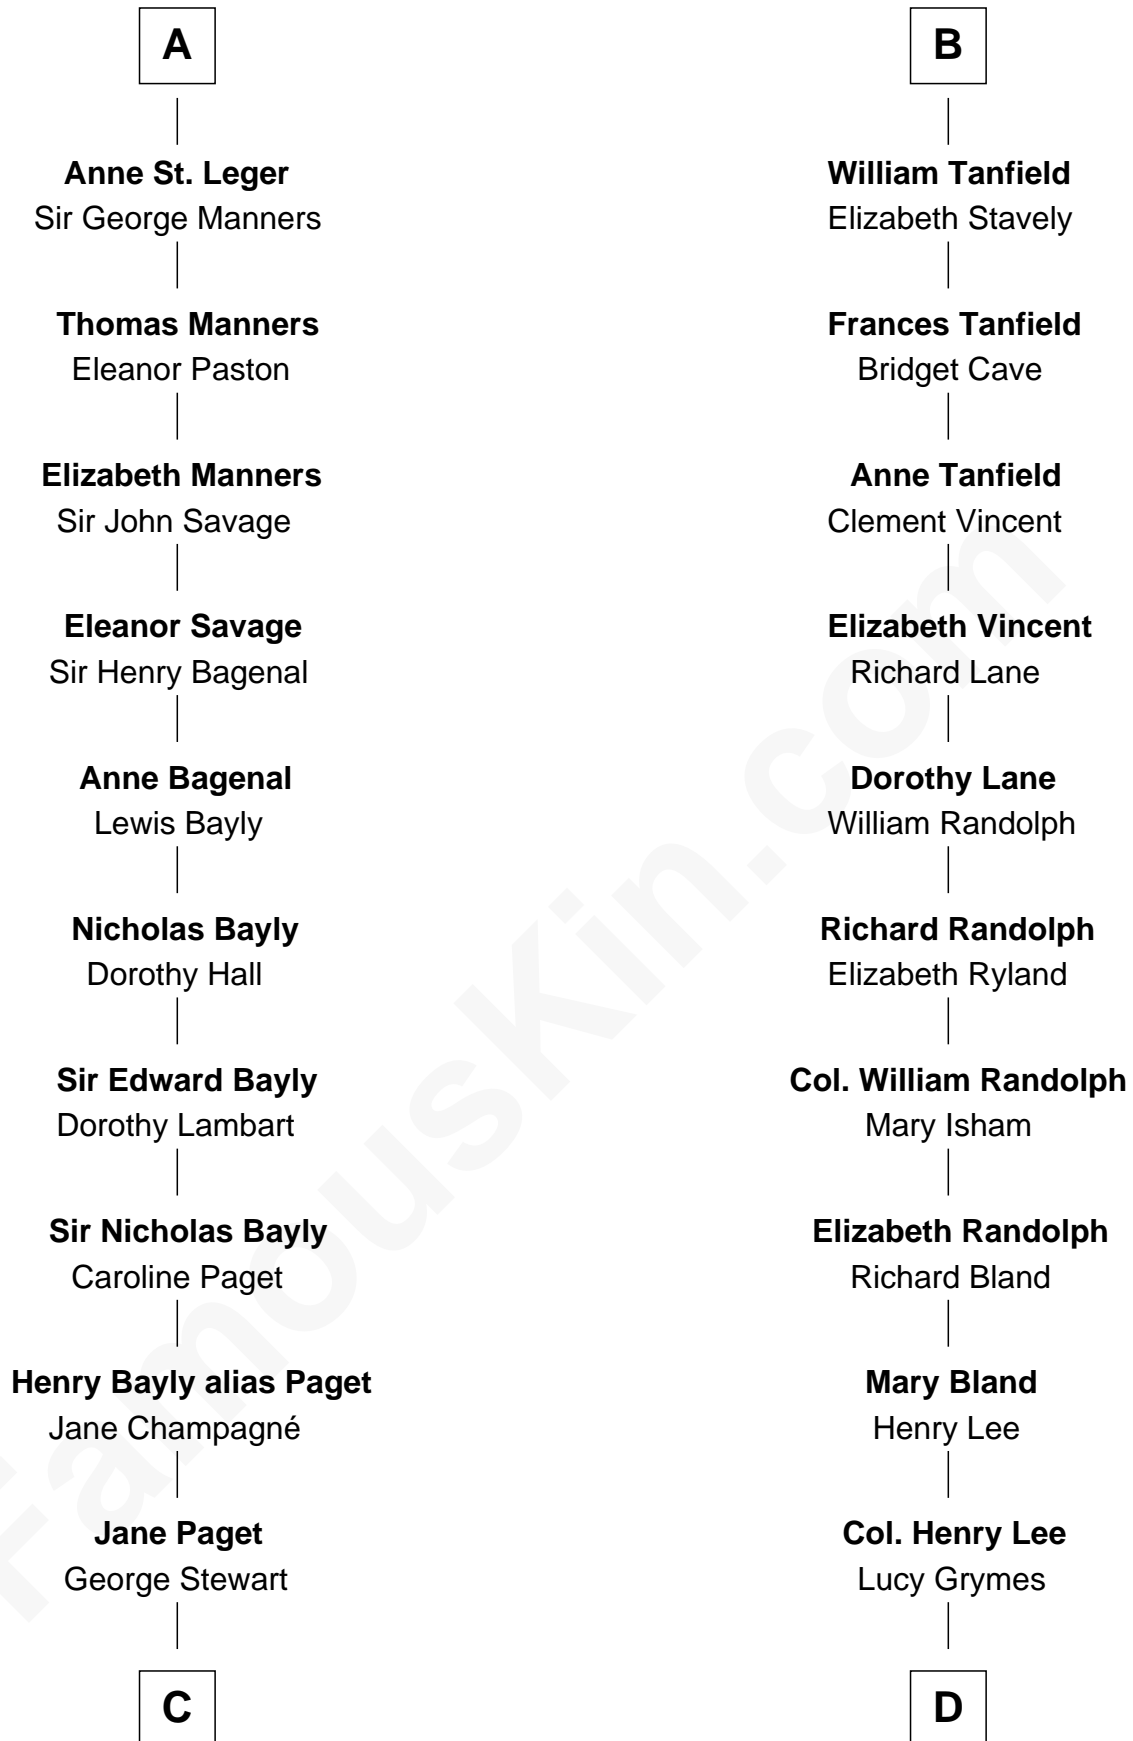 A
Anne St. Leger
Sir George Manners
Thomas Manners
Eleanor Paston
Elizabeth Manners
Sir John Savage
Eleanor Savage
Sir Henry Bagenal
Anne Bagenal
Lewis Bayly
Nicholas Bayly
Dorothy Hall
Sir Edward Bayly
Dorothy Lambart
Sir Nicholas Bayly
Caroline Paget
Henry Bayly alias Paget
Jane Champagné
Jane Paget
George Stewart
C
B
William Tanfield
Elizabeth Stavely
Frances Tanfield
Bridget Cave
Anne Tanfield
Clement Vincent
Elizabeth Vincent
Richard Lane
Dorothy Lane
William Randolph
Richard Randolph
Elizabeth Ryland
Col. William Randolph
Mary Isham
Elizabeth Randolph
Richard Bland
Mary Bland
Henry Lee
Col. Henry Lee
Lucy Grymes
D
FamousKin.com